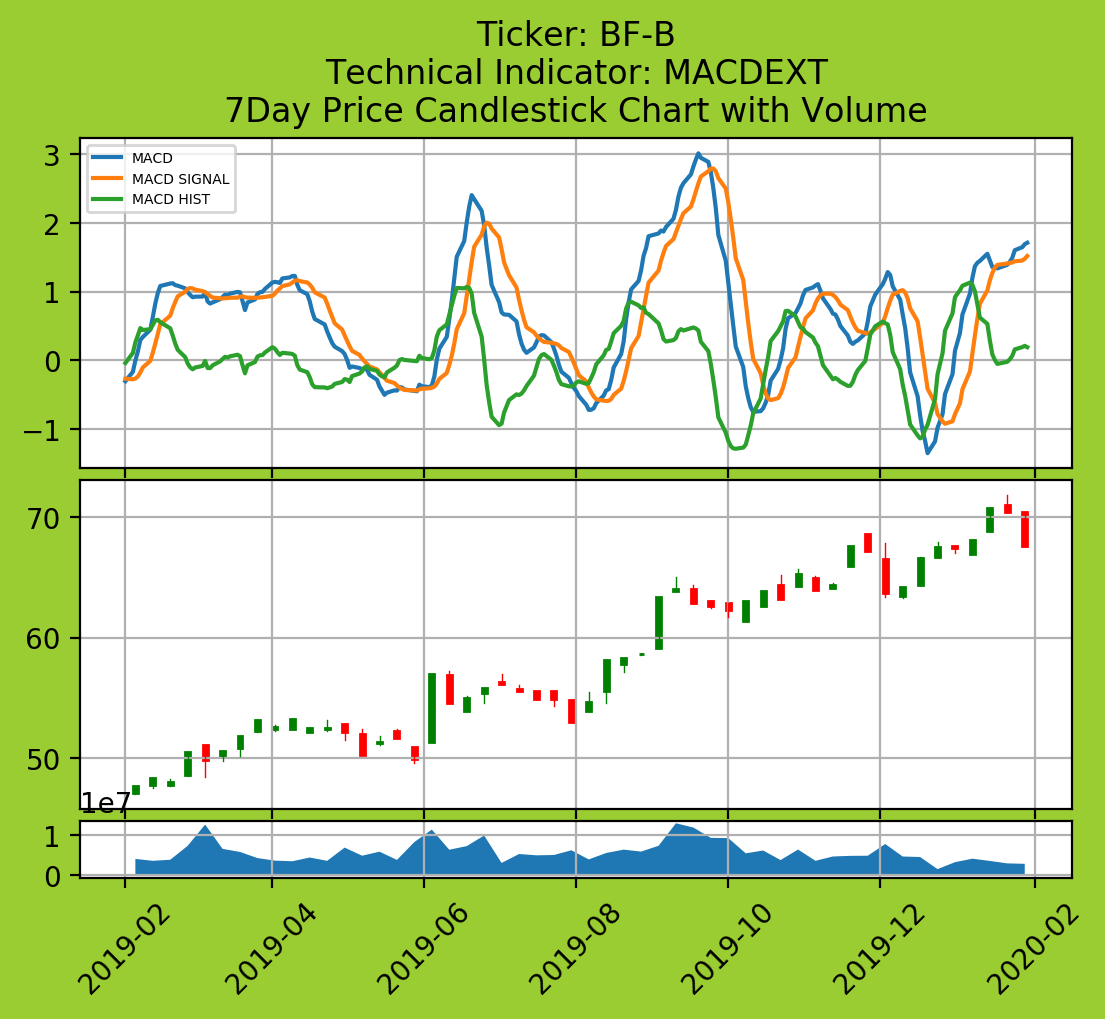 Ticker: BF-B
Technical Indicator: MACDEXT
7Day Price Candlestick Chart with Volume
3
2
1
0
−1
MACD
MACD SIGNAL
MACD HIST
70
60
50
1e7
1
0
2019-02
2019-04
2019-06
2019-08
2019-10
2019-12
2020-02